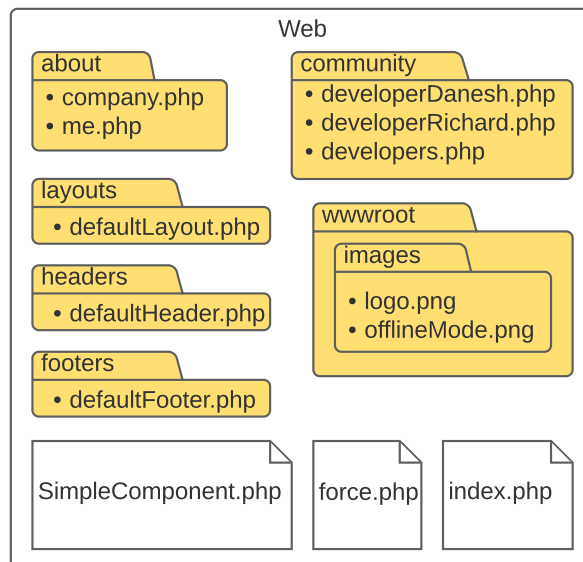 Web
about
• company.php
• me.php
community
• developerDanesh.php
• developerRichard.php
• developers.php
layouts
• defaultLayout.php
wwwroot
images
• logo.png
• offlineMode.png
headers
• defaultHeader.php
footers
• defaultFooter.php
SimpleComponent.php
force.php
index.php